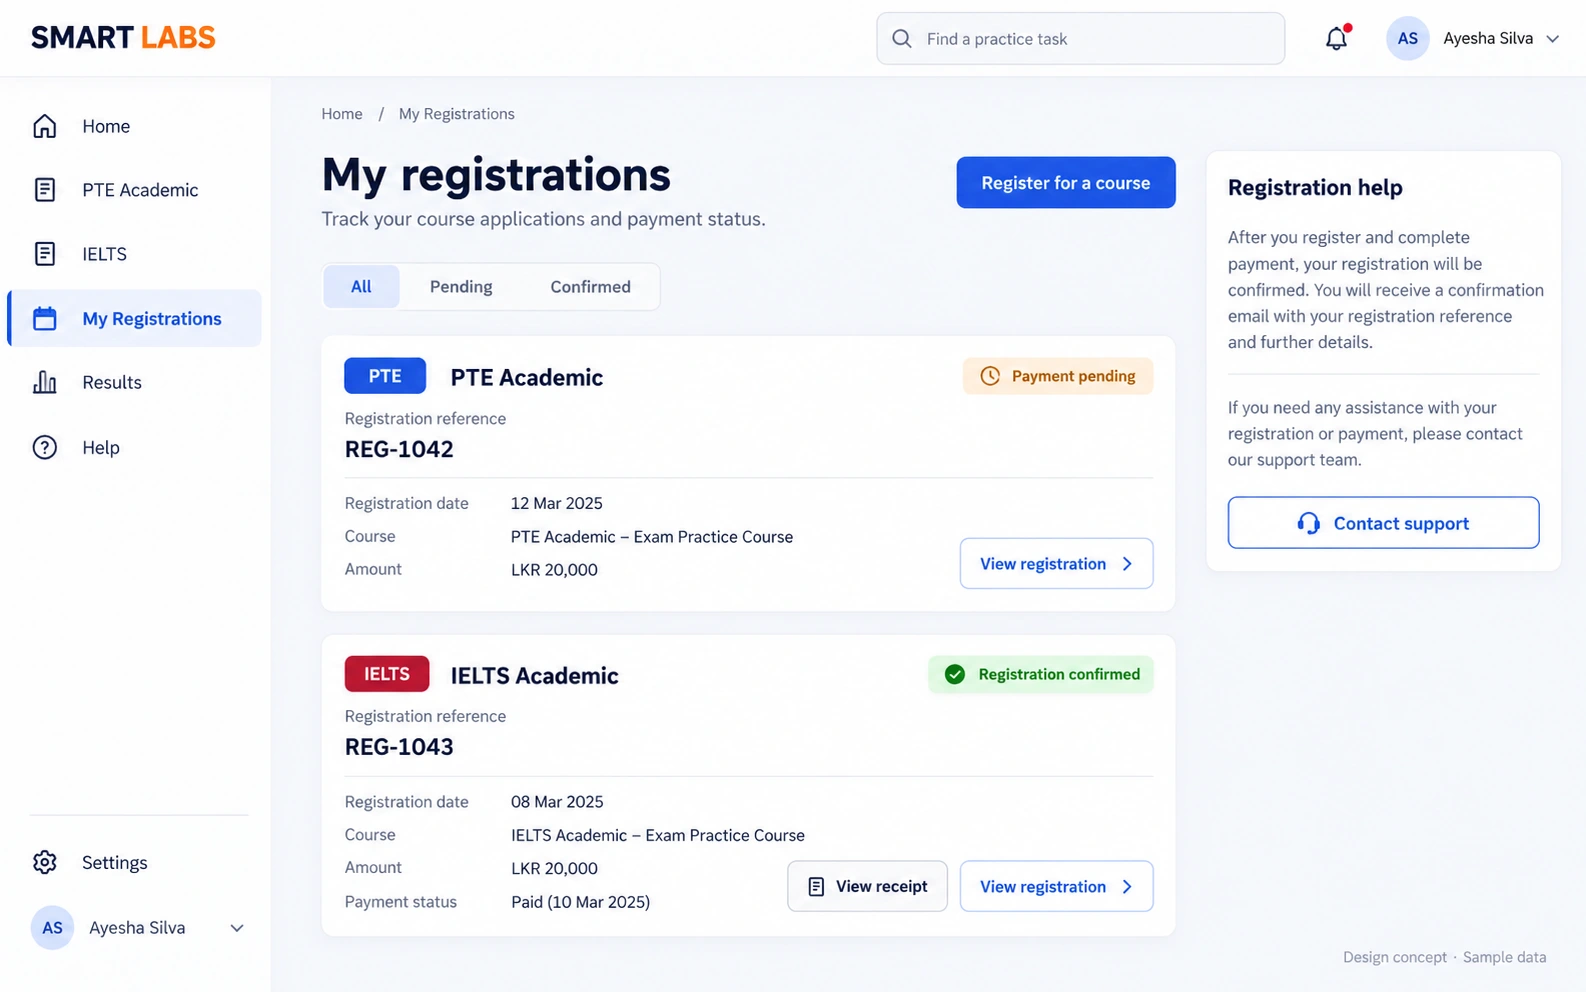 SMART LABS
Find a practice task
AS
Ayesha Silva
Home
PTE Academic
IELTS
My Registrations
Results
Help
Settings
AS
Ayesha Silva
Home / My Registrations
My registrations
Track your course applications and payment status.
Register for a course
All
Pending
Confirmed
PTE
PTE Academic
Payment pending
Registration reference
REG-1042
Registration date 12 Mar 2025
Course PTE Academic – Exam Practice Course
Amount LKR 20,000
View registration
IELTS
IELTS Academic
Registration confirmed
Registration reference
REG-1043
Registration date 08 Mar 2025
Course IELTS Academic – Exam Practice Course
Amount LKR 20,000
Payment status Paid (10 Mar 2025)
View receipt
View registration
Registration help
After you register and complete
payment, your registration will be
confirmed. You will receive a confirmation
email with your registration reference
and further details.
If you need any assistance with your
registration or payment, please contact
our support team.
Contact support
Design concept · Sample data